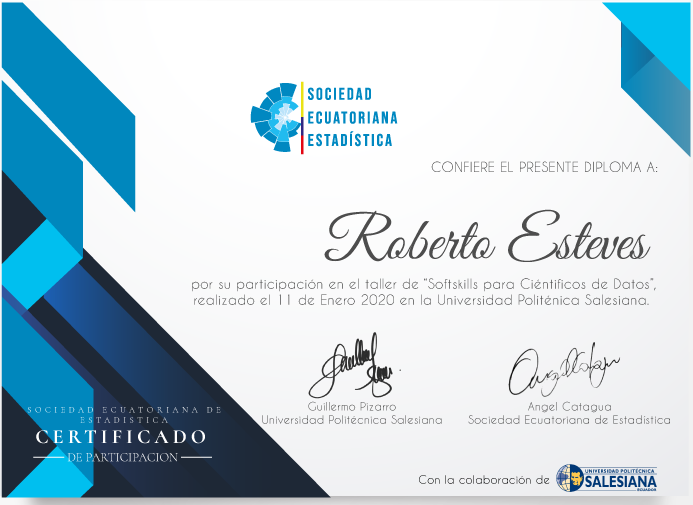 SOCIEDAD
ECUATORIANA
ESTADÍSTICA
CONFIERE EL PRESENTE DIPLOMA A:
Roberto Esteves
por su participación en el taller de "Softskills para Ciéntificos de Datos",
realizado el 11 de Enero 2020 en la Universidad Politénica Salesiana.
Guillermo Pizarro
Universidad Politécnica Salesiana
Angel Catagua
Sociedad Ecuatoriana de Estadística
SOCIEDAD ECUATORIANA DE
ESTADISTICA
CERTIFICADO
DE PARTICIPACION
Con la colaboración de
UNIVERSIDAD POLITÉCNICA
SALESIANA
ECUADOR